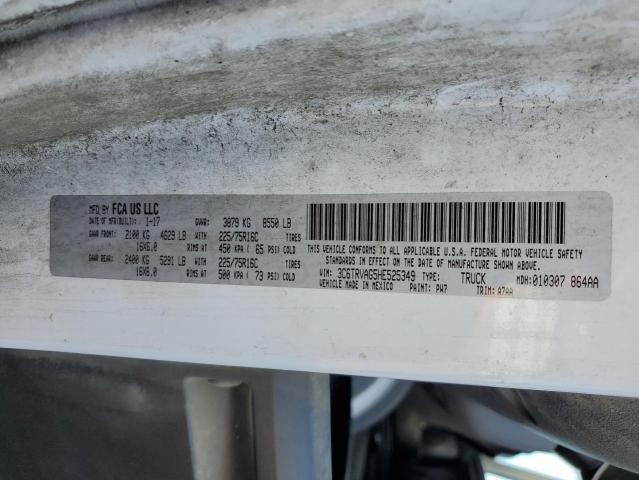 MFD BY FCA US LLC
DATE OF MFR(BUILT): 1-17 GVWR: 3879 KG 8550 LB
GAWR FRONT: 2100 KG 4629 LB WITH 225/75R16C TIRES
16X6.0 RIMS AT 450 KPA ( 65 PSI) COLD
GAWR REAR: 2400 KG 5291 LB WITH 225/75R16C TIRES
16X6.0 RIMS AT 500 KPA ( 73 PSI) COLD
THIS VEHICLE CONFORMS TO ALL APPLICABLE U.S.A. FEDERAL MOTOR VEHICLE SAFETY
STANDARDS IN EFFECT ON THE DATE OF MANUFACTURE SHOWN ABOVE.
VIN: 3C6TRVAG5HE525349 TYPE: TRUCK MDH: 010307 864AA
VEHICLE MADE IN MEXICO PAINT: PW7 TRIM: A7AA